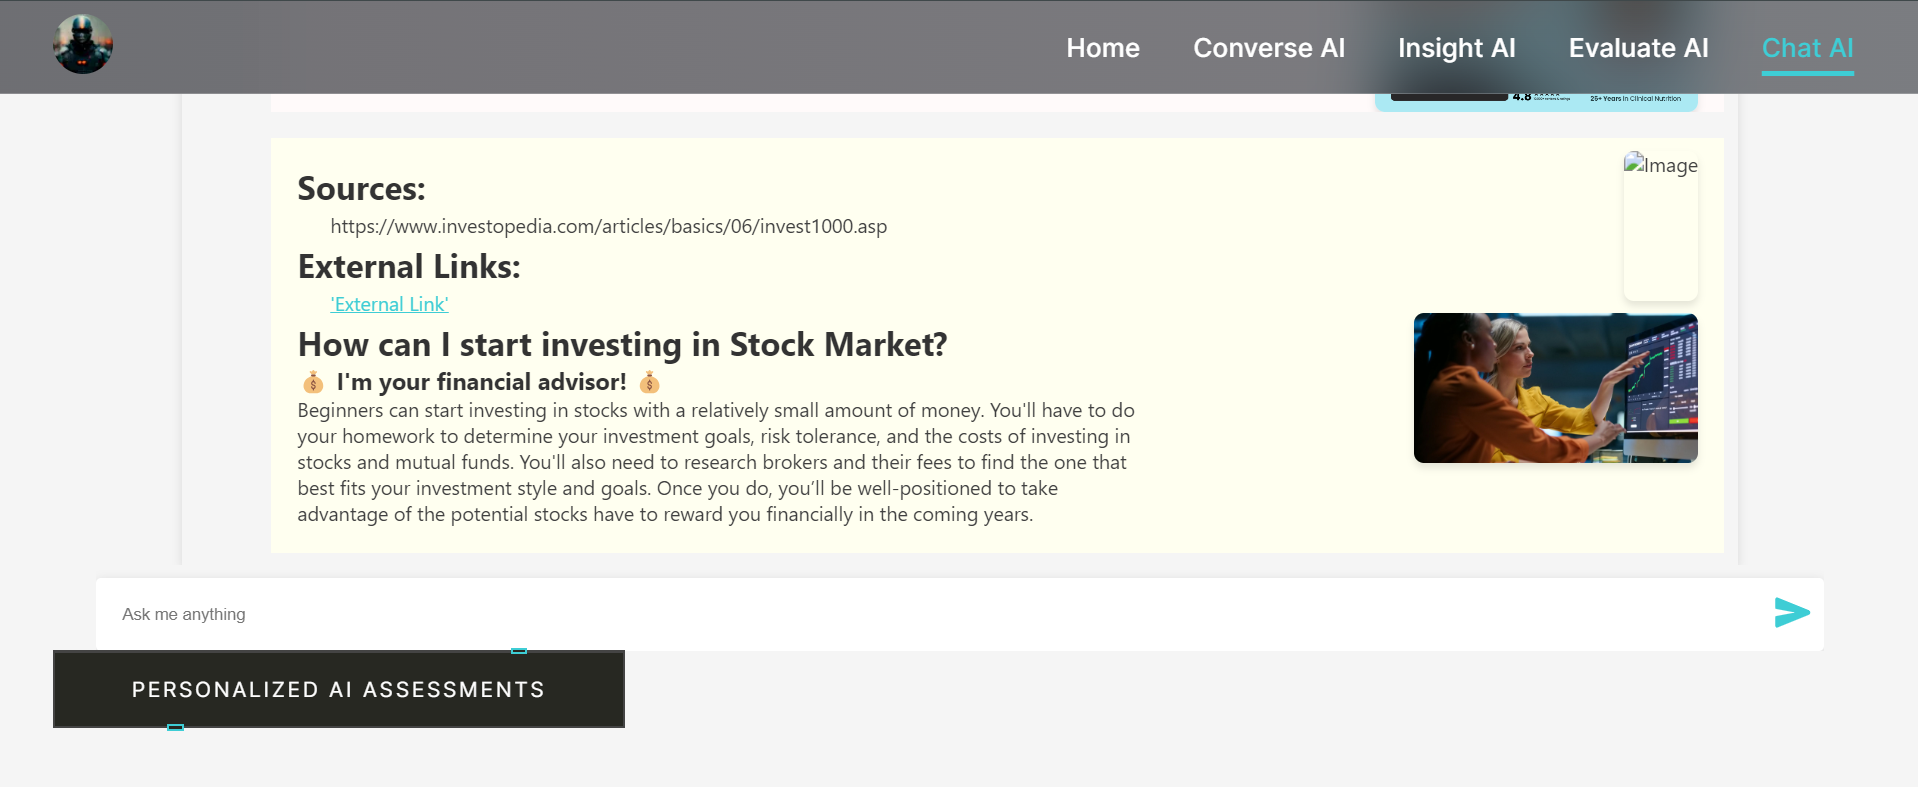 Home Converse AI Insight AI Evaluate AI Chat AI
4.8
25+ Years in Clinical Nutrition
Sources:
Image
https://www.investopedia.com/articles/basics/06/invest1000.asp
External Links:
'External Link'
How can I start investing in Stock Market?
I'm your financial advisor!
Beginners can start investing in stocks with a relatively small amount of money. You'll have to do
your homework to determine your investment goals, risk tolerance, and the costs of investing in
stocks and mutual funds. You'll also need to research brokers and their fees to find the one that
best fits your investment style and goals. Once you do, you’ll be well-positioned to take
advantage of the potential stocks have to reward you financially in the coming years.
Ask me anything
PERSONALIZED AI ASSESSMENTS